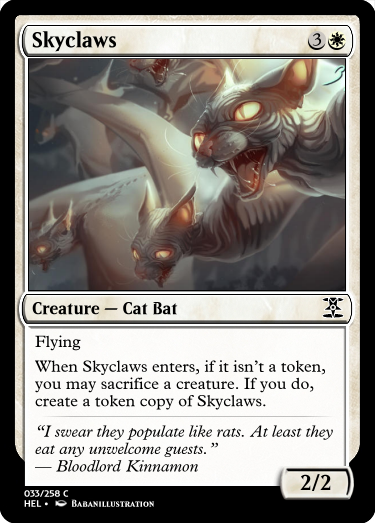 Skyclaws 3
Creature — Cat Bat
Flying
When Skyclaws enters, if it isn't a token,
you may sacrifice a creature. If you do,
create a token copy of Skyclaws.
“I swear they populate like rats. At least they
eat any unwelcome guests.”
— Bloodlord Kinnamon
2/2
033/258 C
HEL • Babanillustration